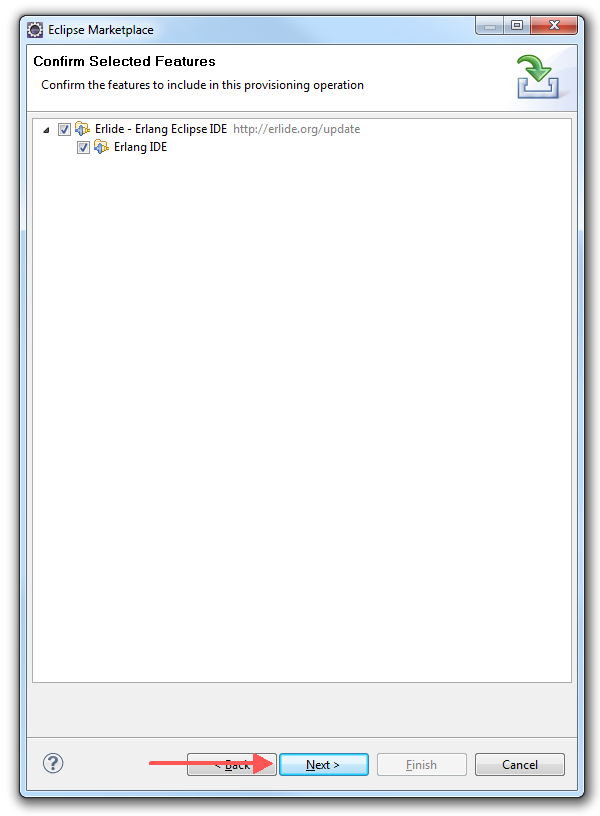 Eclipse Marketplace
Confirm Selected Features
Confirm the features to include in this provisioning operation
Erlide - Erlang Eclipse IDE http://erlide.org/update
Erlang IDE
< Back Next > Finish Cancel